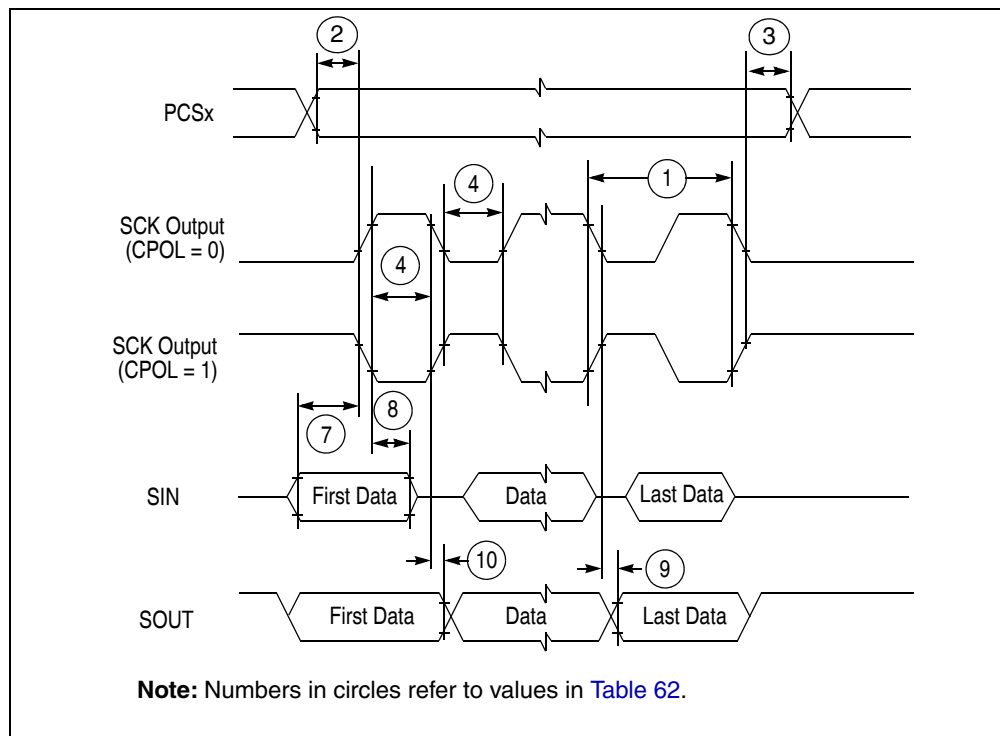 2
3
PCSx
4
1
SCK Output
(CPOL = 0)
4
SCK Output
(CPOL = 1)
7
8
SIN
First Data
Data
Last Data
10
9
SOUT
First Data
Data
Last Data
Note: Numbers in circles refer to values in Table 62.